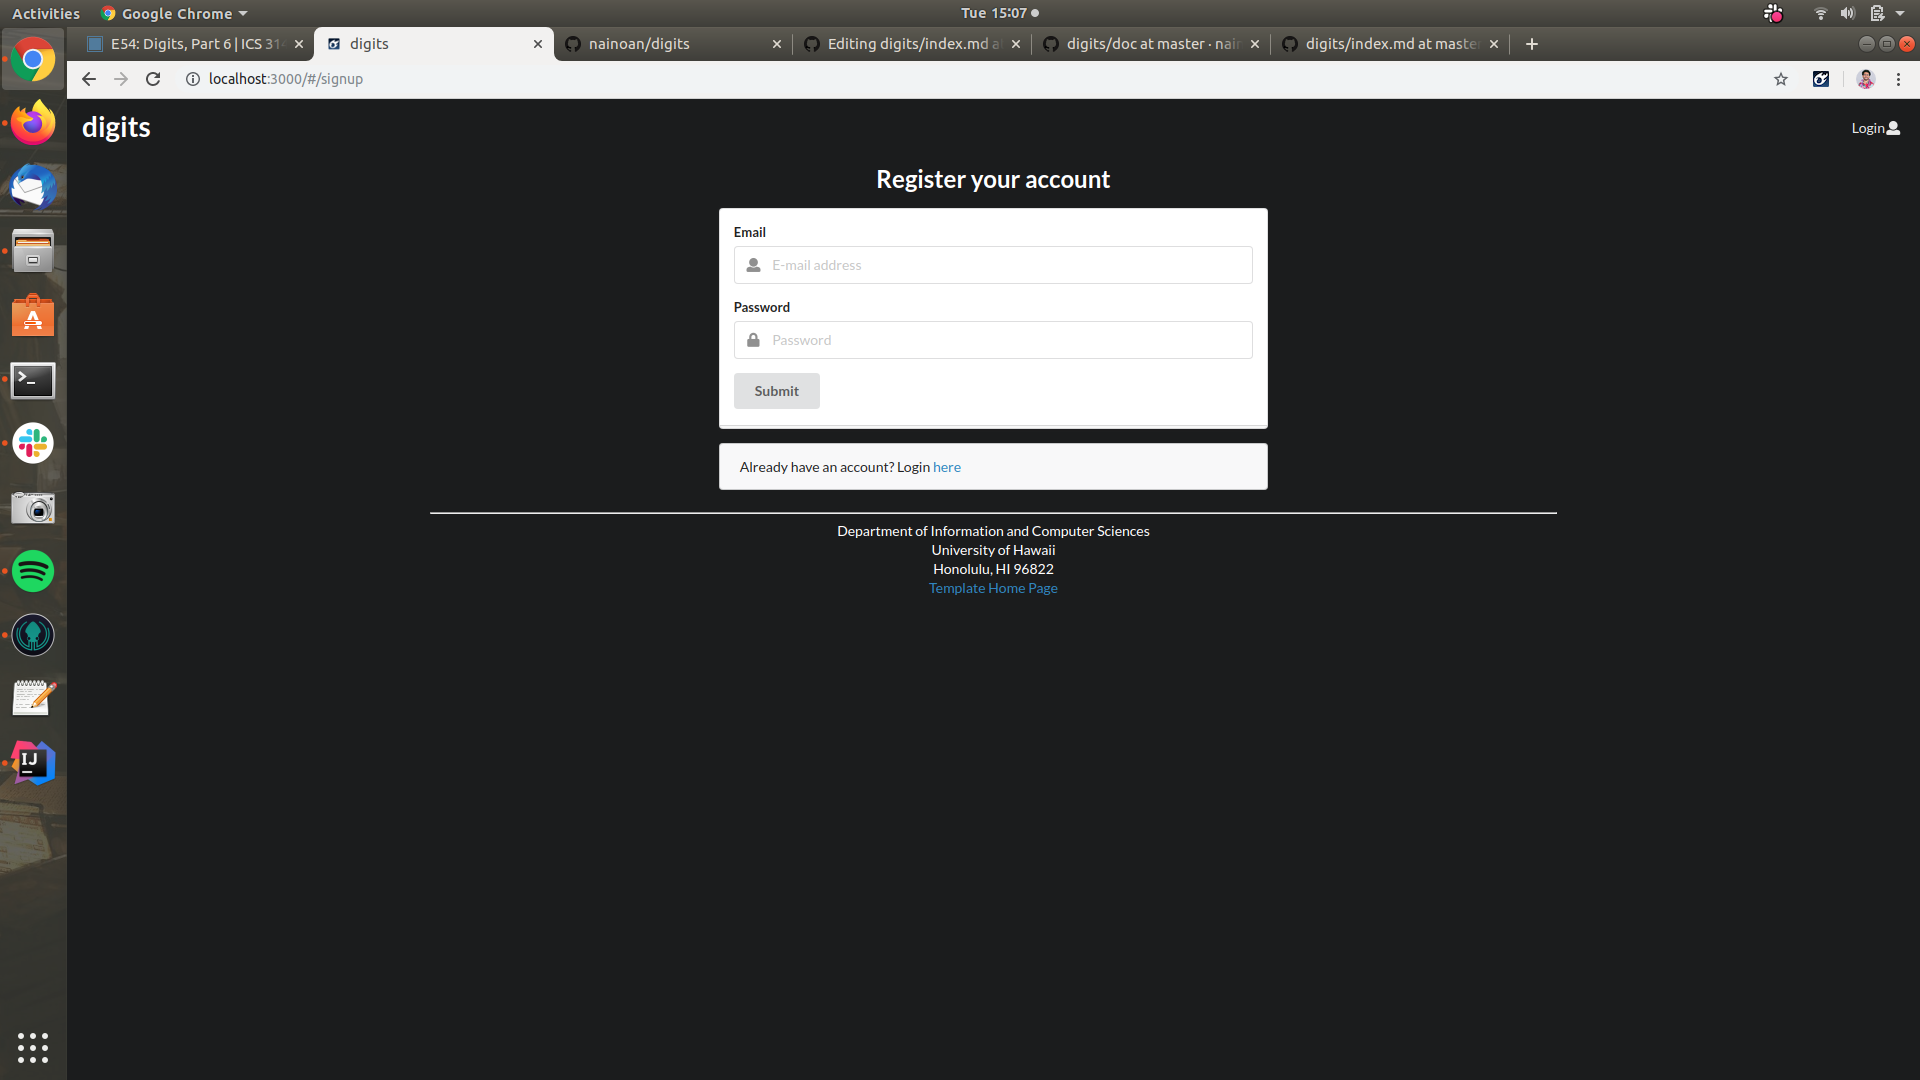 Activities
Google Chrome
Tue 15:07
E54: Digits, Part 6 | ICS 314
digits
nainoan/digits
Editing digits/index.md a
digits/doc at master · nai
digits/index.md at maste
localhost:3000/#/signup
digits
Login
Register your account
Email
E-mail address
Password
Password
Submit
Already have an account? Login here
Department of Information and Computer Sciences
University of Hawaii
Honolulu, HI 96822
Template Home Page
IJ